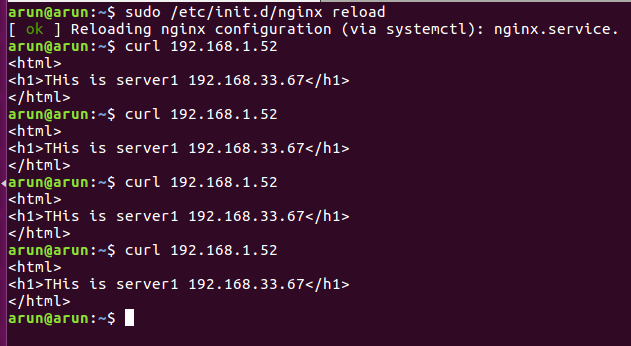 arun@arun:~$ sudo /etc/init.d/nginx reload
[ ok ] Reloading nginx configuration (via systemctl): nginx.service.
arun@arun:~$ curl 192.168.1.52
<html>
<h1>THis is server1 192.168.33.67</h1>
</html>
arun@arun:~$ curl 192.168.1.52
<html>
<h1>THis is server1 192.168.33.67</h1>
</html>
arun@arun:~$ curl 192.168.1.52
<html>
<h1>THis is server1 192.168.33.67</h1>
</html>
arun@arun:~$ curl 192.168.1.52
<html>
<h1>THis is server1 192.168.33.67</h1>
</html>
arun@arun:~$